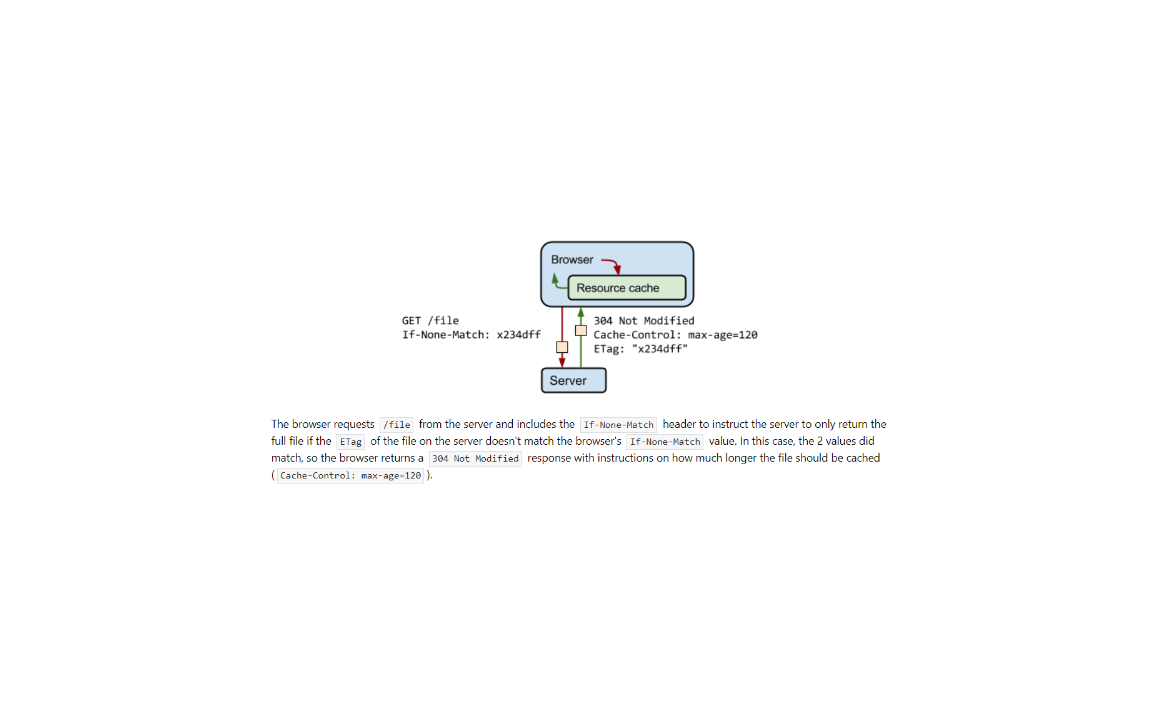 Browser
Resource cache
GET /file
If-None-Match: x234dff
304 Not Modified
Cache-Control: max-age=120
ETag: "x234dff"
Server
The browser requests /file from the server and includes the If-None-Match header to instruct the server to only return the
full file if the ETag of the file on the server doesn't match the browser's If-None-Match value. In this case, the 2 values did
match, so the browser returns a 304 Not Modified response with instructions on how much longer the file should be cached
( Cache-Control: max-age=120 ).